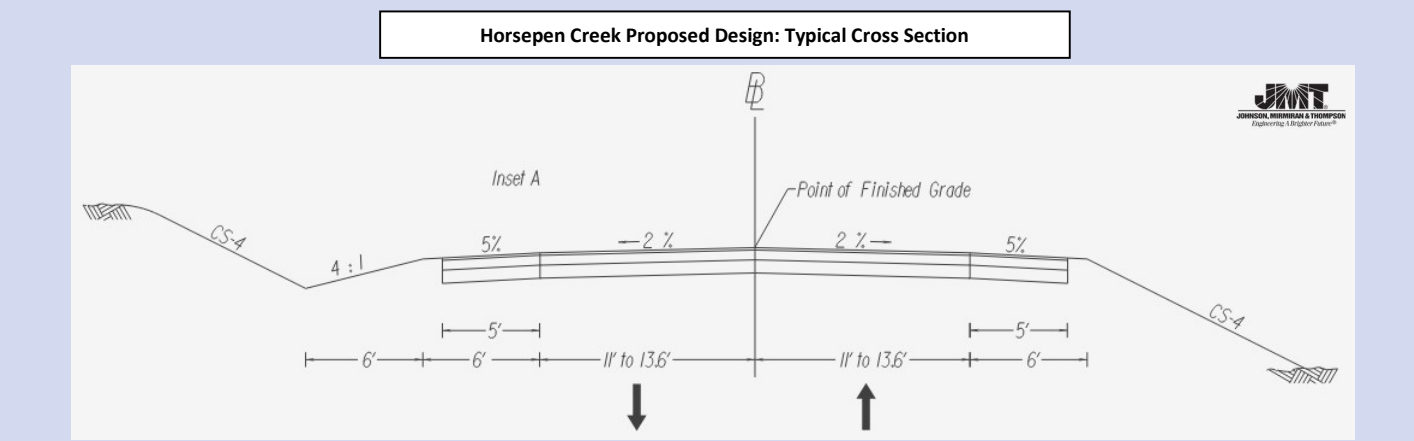 Horsepen Creek Proposed Design: Typical Cross Section
BL
JMT
JOHNSON, MIRMIRAN & THOMPSON
Engineering A Brighter Future®
Inset A
Point of Finished Grade
CS-4
4 : 1
5%
2 %
2 %
5%
CS-4
5'
5'
6'
6'
11' to 13.6'
11' to 13.6'
6'